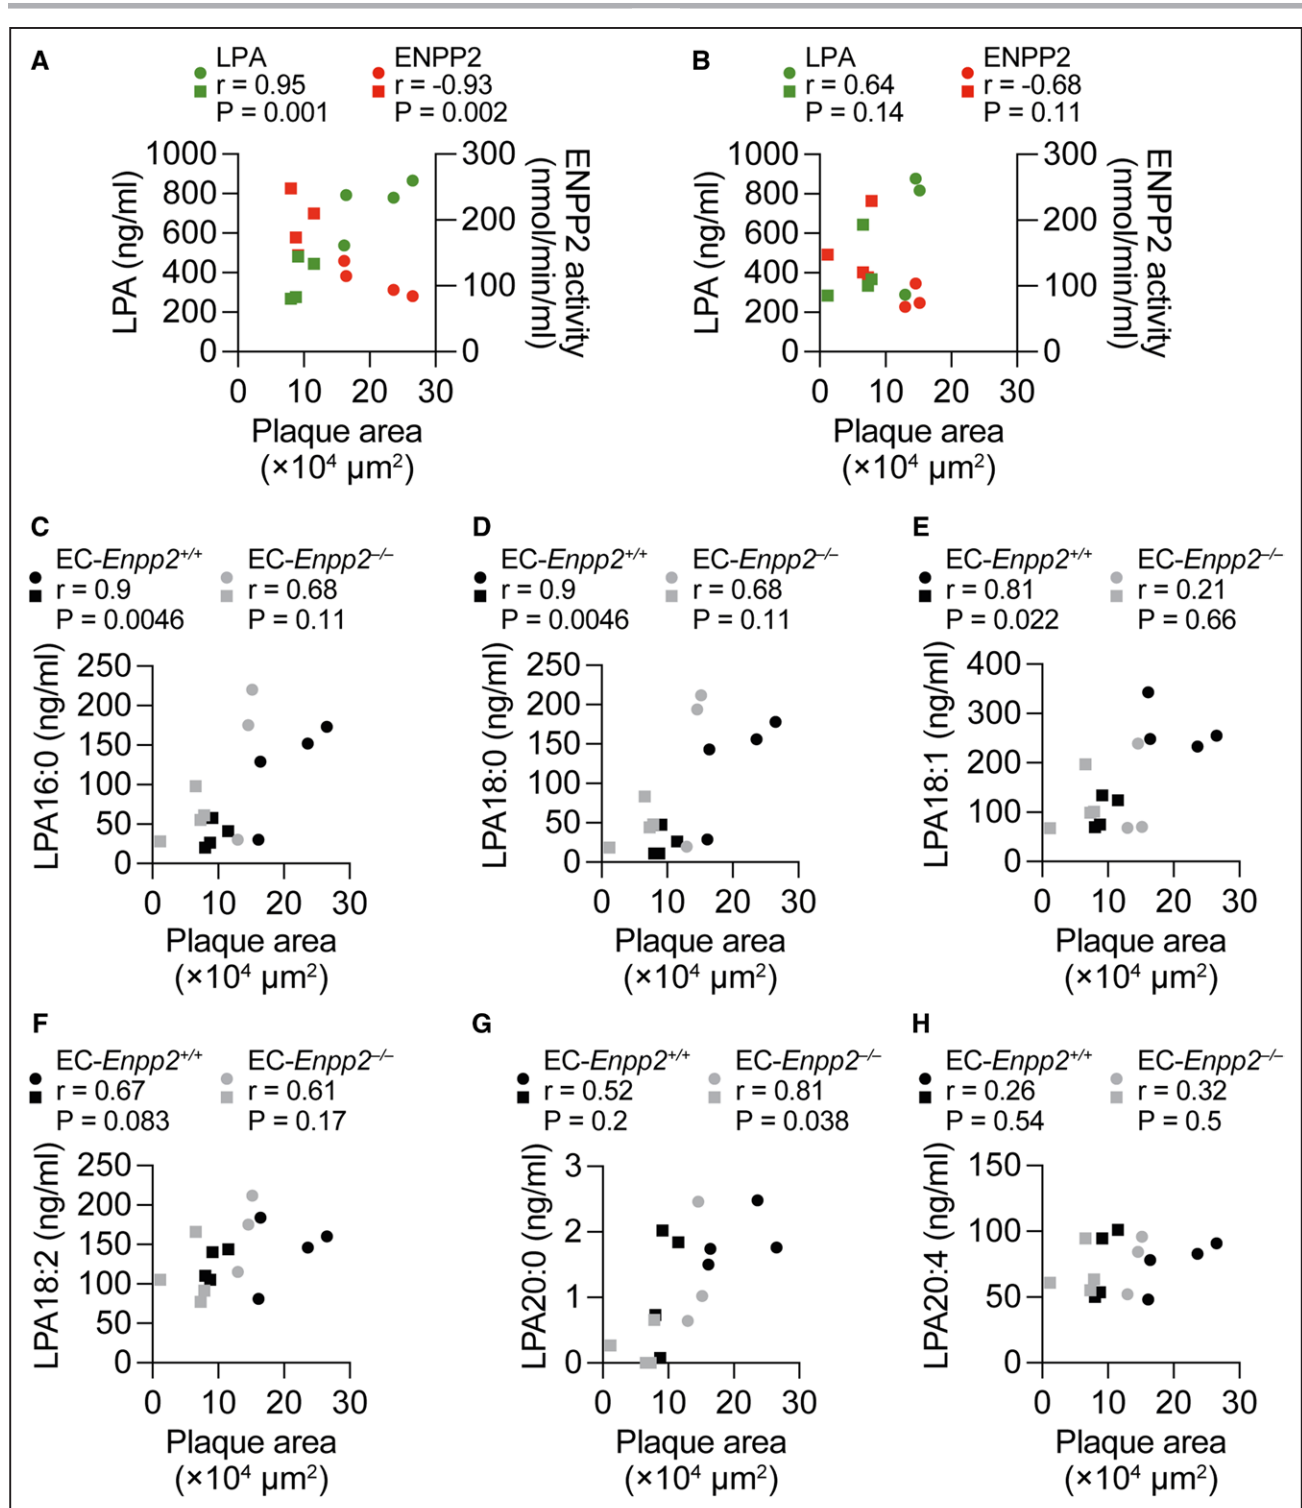 A
LPA
r = 0.95
P = 0.001
ENPP2
r = -0.93
P = 0.002
LPA (ng/ml)
1000
800
600
400
200
0
300
200
100
0
ENPP2 activity
(nmol/min/ml)
0 10 20 30
Plaque area
(×10⁴ µm²)
B
LPA
r = 0.64
P = 0.14
ENPP2
r = -0.68
P = 0.11
LPA (ng/ml)
1000
800
600
400
200
0
300
200
100
0
ENPP2 activity
(nmol/min/ml)
0 10 20 30
Plaque area
(×10⁴ µm²)
C
EC-Enpp2+/+
r = 0.9
P = 0.0046
EC-Enpp2–/–
r = 0.68
P = 0.11
LPA16:0 (ng/ml)
250
200
150
100
50
0
0 10 20 30
Plaque area
(×10⁴ µm²)
D
EC-Enpp2+/+
r = 0.9
P = 0.0046
EC-Enpp2–/–
r = 0.68
P = 0.11
LPA18:0 (ng/ml)
250
200
150
100
50
0
0 10 20 30
Plaque area
(×10⁴ µm²)
E
EC-Enpp2+/+
r = 0.81
P = 0.022
EC-Enpp2–/–
r = 0.21
P = 0.66
LPA18:1 (ng/ml)
400
300
200
100
0
0 10 20 30
Plaque area
(×10⁴ µm²)
F
EC-Enpp2+/+
r = 0.67
P = 0.083
EC-Enpp2–/–
r = 0.61
P = 0.17
LPA18:2 (ng/ml)
250
200
150
100
50
0
0 10 20 30
Plaque area
(×10⁴ µm²)
G
EC-Enpp2+/+
r = 0.52
P = 0.2
EC-Enpp2–/–
r = 0.81
P = 0.038
LPA20:0 (ng/ml)
3
2
1
0
0 10 20 30
Plaque area
(×10⁴ µm²)
H
EC-Enpp2+/+
r = 0.26
P = 0.54
EC-Enpp2–/–
r = 0.32
P = 0.5
LPA20:4 (ng/ml)
150
100
50
0
0 10 20 30
Plaque area
(×10⁴ µm²)